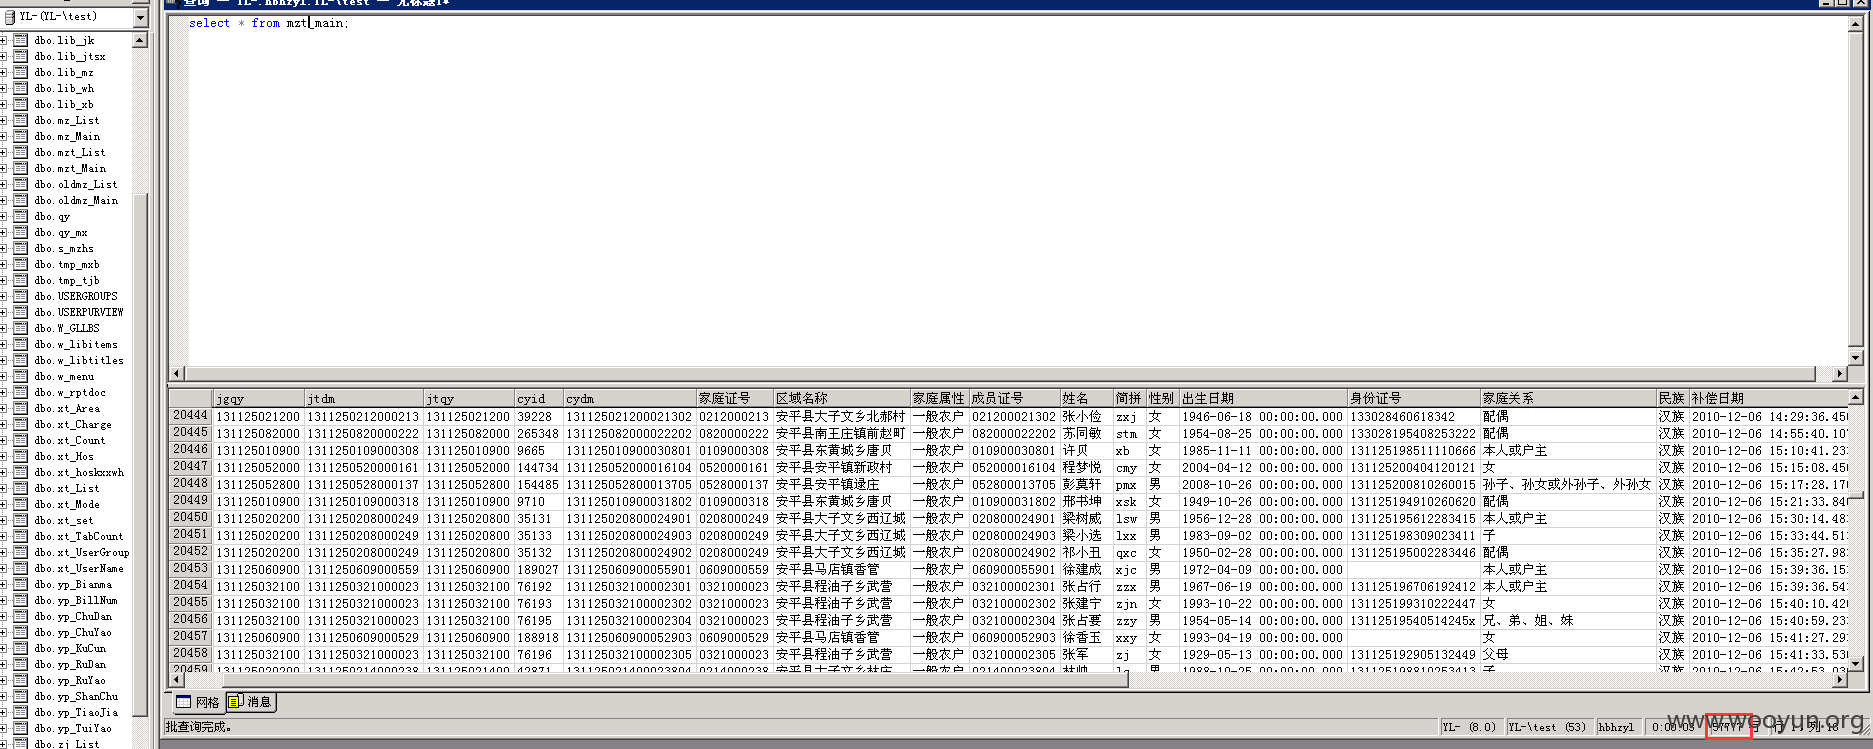 查询 — YL-.hbhzyl.YL-\test — 无标题1*
YL-(YL-\test)
dbo.lib_jk
dbo.lib_jtsx
dbo.lib_mz
dbo.lib_wh
dbo.lib_xb
dbo.mz_List
dbo.mz_Main
dbo.mzt_List
dbo.mzt_Main
dbo.oldmz_List
dbo.oldmz_Main
dbo.qy
dbo.qy_mx
dbo.s_mzhs
dbo.tmp_mxb
dbo.tmp_tjb
dbo.USERGROUPS
dbo.USERPURVIEW
dbo.W_GLLBS
dbo.w_libitems
dbo.w_libtitles
dbo.w_menu
dbo.w_rptdoc
dbo.xt_Area
dbo.xt_Charge
dbo.xt_Count
dbo.xt_Hos
dbo.xt_hoskxxwh
dbo.xt_List
dbo.xt_Mode
dbo.xt_set
dbo.xt_TabCount
dbo.xt_UserGroup
dbo.xt_UserName
dbo.yp_Bianma
dbo.yp_BillNum
dbo.yp_ChuDan
dbo.yp_ChuYao
dbo.yp_KuCun
dbo.yp_RuDan
dbo.yp_RuYao
dbo.yp_ShanChu
dbo.yp_TiaoJia
dbo.yp_TuiYao
dbo.zj_List
select * from mzt_main;
jgqy jtdm jtqy cyid cydm 家庭证号 区域名称 家庭属性 成员证号 姓名 简拼 性别 出生日期 身份证号 家庭关系 民族 补偿日期
20444 131125021200 1311250212000213 131125021200 39228 131125021200021302 0212000213 安平县大子文乡北郝村 一般农户 021200021302 张小俭 zxj 女 1946-06-18 00:00:00.000 133028460618342 配偶 汉族 2010-12-06 14:29:36.450
20445 131125082000 1311250820000222 131125082000 265348 131125082000022202 0820000222 安平县南王庄镇前赵町 一般农户 082000022202 苏同敏 stm 女 1954-08-25 00:00:00.000 133028195408253222 配偶 汉族 2010-12-06 14:55:40.107
20446 131125010900 1311250109000308 131125010900 9665 131125010900030801 0109000308 安平县东黄城乡唐贝 一般农户 010900030801 许贝 xb 女 1985-11-11 00:00:00.000 131125198511110666 本人或户主 汉族 2010-12-06 15:10:41.233
20447 131125052000 1311250520000161 131125052000 144734 131125052000016104 0520000161 安平县安平镇新政村 一般农户 052000016104 程梦悦 cmy 女 2004-04-12 00:00:00.000 131125200404120121 女 汉族 2010-12-06 15:15:08.450
20448 131125052800 1311250528000137 131125052800 154485 131125052800013705 0528000137 安平县安平镇逯庄 一般农户 052800013705 彭莫轩 pmx 男 2008-10-26 00:00:00.000 131125200810260015 孙子、孙女或外孙子、外孙女 汉族 2010-12-06 15:17:28.170
20449 131125010900 1311250109000318 131125010900 9710 131125010900031802 0109000318 安平县东黄城乡唐贝 一般农户 010900031802 邢书坤 xsk 女 1949-10-26 00:00:00.000 131125194910260620 配偶 汉族 2010-12-06 15:21:33.840
20450 131125020200 1311250208000249 131125020800 35131 131125020800024901 0208000249 安平县大子文乡西辽城 一般农户 020800024901 梁树威 lsw 男 1956-12-28 00:00:00.000 131125195612283415 本人或户主 汉族 2010-12-06 15:30:14.483
20451 131125020200 1311250208000249 131125020800 35133 131125020800024903 0208000249 安平县大子文乡西辽城 一般农户 020800024903 梁小选 lxx 男 1983-09-02 00:00:00.000 131125198309023411 子 汉族 2010-12-06 15:33:44.513
20452 131125020200 1311250208000249 131125020800 35132 131125020800024902 0208000249 安平县大子文乡西辽城 一般农户 020800024902 祁小丑 qxc 女 1950-02-28 00:00:00.000 131125195002283446 配偶 汉族 2010-12-06 15:35:27.983
20453 131125060900 1311250609000559 131125060900 189027 131125060900055901 0609000559 安平县马店镇香管 一般农户 060900055901 徐建成 xjc 男 1972-04-09 00:00:00.000 本人或户主 汉族 2010-12-06 15:39:36.153
20454 131125032100 1311250321000023 131125032100 76192 131125032100002301 0321000023 安平县程油子乡武营 一般农户 032100002301 张占行 zzx 男 1967-06-19 00:00:00.000 131125196706192412 本人或户主 汉族 2010-12-06 15:39:36.543
20455 131125032100 1311250321000023 131125032100 76193 131125032100002302 0321000023 安平县程油子乡武营 一般农户 032100002302 张建宁 zjn 女 1993-10-22 00:00:00.000 131125199310222447 女 汉族 2010-12-06 15:40:10.420
20456 131125032100 1311250321000023 131125032100 76195 131125032100002304 0321000023 安平县程油子乡武营 一般农户 032100002304 张占要 zzy 男 1954-05-14 00:00:00.000 13112519540514245x 兄、弟、姐、妹 汉族 2010-12-06 15:40:59.233
20457 131125060900 1311250609000529 131125060900 188918 131125060900052903 0609000529 安平县马店镇香管 一般农户 060900052903 徐香玉 xxy 女 1993-04-19 00:00:00.000 女 汉族 2010-12-06 15:41:27.293
20458 131125032100 1311250321000023 131125032100 76196 131125032100002305 0321000023 安平县程油子乡武营 一般农户 032100002305 张军 zj 女 1929-05-13 00:00:00.000 131125192905132449 父母 汉族 2010-12-06 15:41:33.530
20459 131125020200 1311250214000238 131125021400 42871
网格 消息
批查询完成。
YL- (8.0) YL-\test (53) hbhzyl 0:00:03
www.wooyun.org